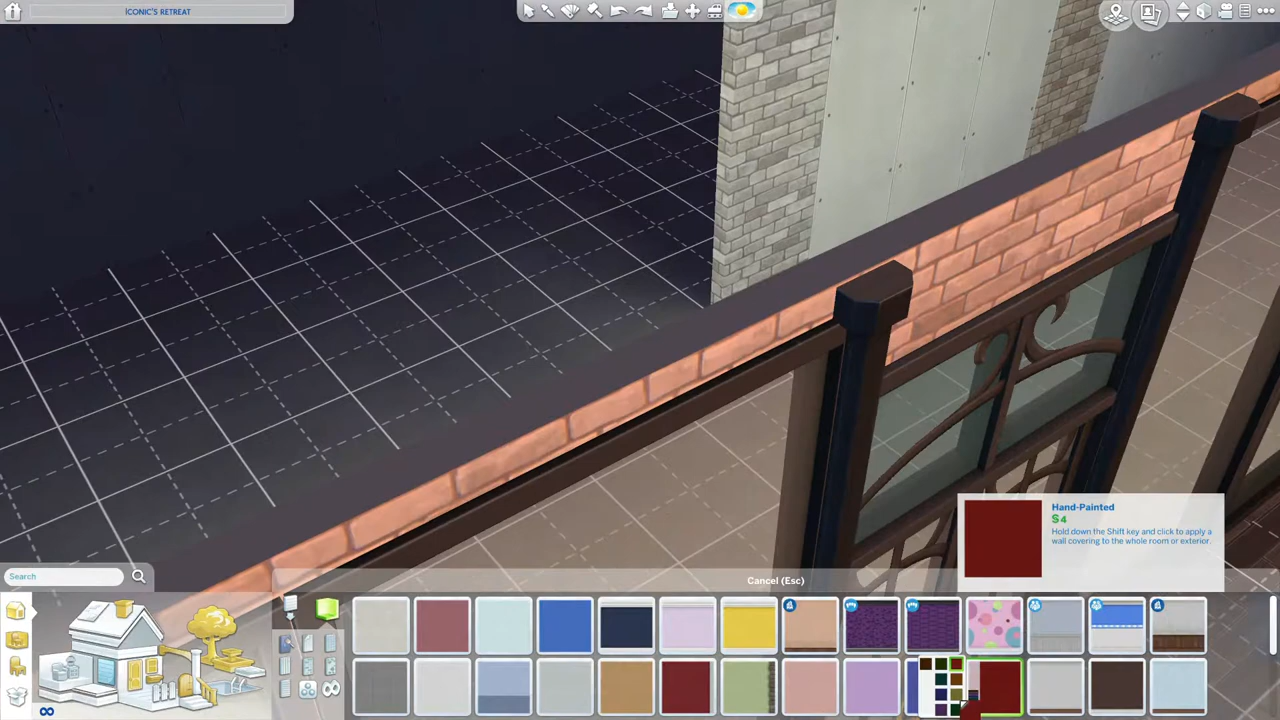 ICONIC'S RETREAT
Hand-Painted
§4
Hold down the Shift key and click to apply a
wall covering to the whole room or exterior.
Search
Cancel (Esc)